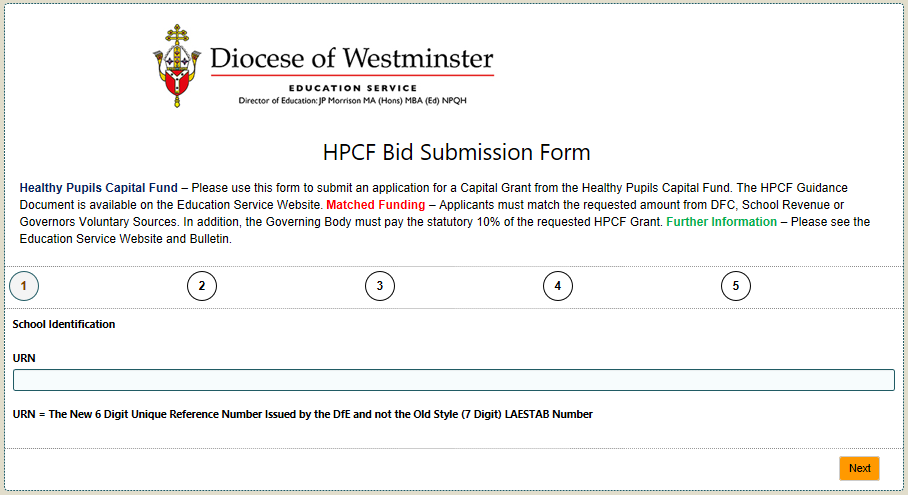 Diocese of Westminster
EDUCATION SERVICE
Director of Education: JP Morrison MA (Hons) MBA (Ed) NPQH
HPCF Bid Submission Form
Healthy Pupils Capital Fund – Please use this form to submit an application for a Capital Grant from the Healthy Pupils Capital Fund. The HPCF Guidance
Document is available on the Education Service Website. Matched Funding – Applicants must match the requested amount from DFC, School Revenue or
Governors Voluntary Sources. In addition, the Governing Body must pay the statutory 10% of the requested HPCF Grant. Further Information – Please see the
Education Service Website and Bulletin.
1 2 3 4 5
School Identification
URN
URN = The New 6 Digit Unique Reference Number Issued by the DfE and not the Old Style (7 Digit) LAESTAB Number
Next